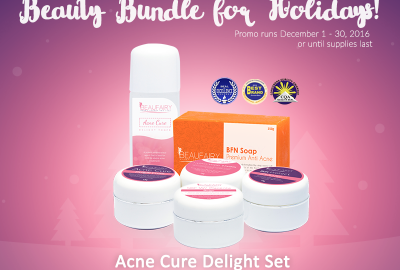 Beauty Bundle for Holidays!
Promo runs December 1 - 30, 2016
or until supplies last
BEAUFAIRY
Acne Cure
BEAUFAIRY
BFN Soap
Premium Anti Acne
Acne Cure Delight Set